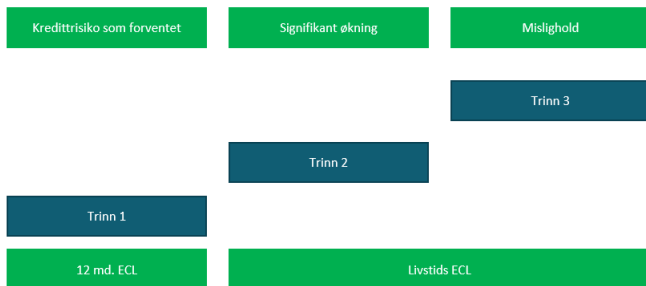 Kredittrisiko som forventet
Signifikant økning
Mislighold
Trinn 3
Trinn 2
Trinn 1
12 md. ECL
Livstids ECL